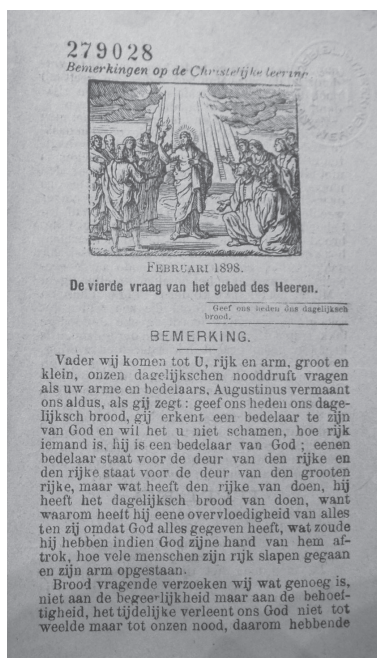 279028
Bemerkingen op de Christelijke leering
FEBRUARI 1898.
De vierde vraag van het gebed des Heeren.
Geef ons heden ons dagelijksch
brood.
BEMERKING.
Vader wij komen tot U, rijk en arm, groot en
klein, onzen dagelijkschen nooddruft vragen
als uw arme en bedelaars, Augustinus vermaant
ons aldus, als gij zegt : geef ons heden ons dage-
lijksch brood, gij erkent een bedelaar te zijn
van God en wil het u niet schamen, hoe rijk
iemand is, hij is een bedelaar van God ; eenen
bedelaar staat voor de deur van den rijke en
den rijke staat voor de deur van den grooten
rijke, maar wat heeft den rijke van doen, hij
heeft het dagelijksch brood van doen, want
waarom heeft hij eene overvloedigheid van alles
ten zij omdat God alles gegeven heeft, wat zoude
hij hebben indien God zijne hand van hem af-
trok, hoe vele menschen zijn rijk slapen gegaan
en zijn arm opgestaan.
Brood vragende verzoeken wij wat genoeg is,
niet aan de begeerlijkheid maar aan de behoef-
tigheid, het tijdelijke verleent ons God niet tot
weelde maar tot onzen nood, daarom hebbende